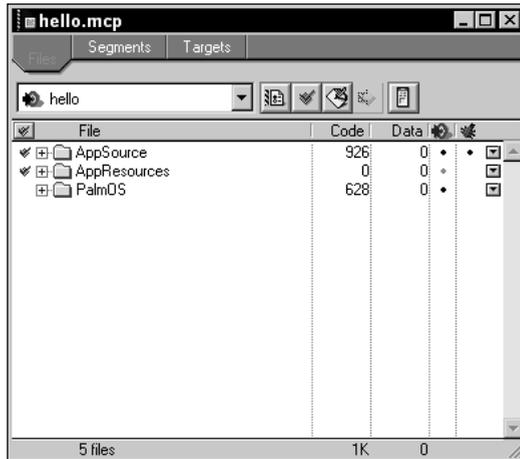 hello.mcp
Files Segments Targets
hello
File Code Data
AppSource 926 0
AppResources 0 0
PalmOS 628 0
5 files 1K 0